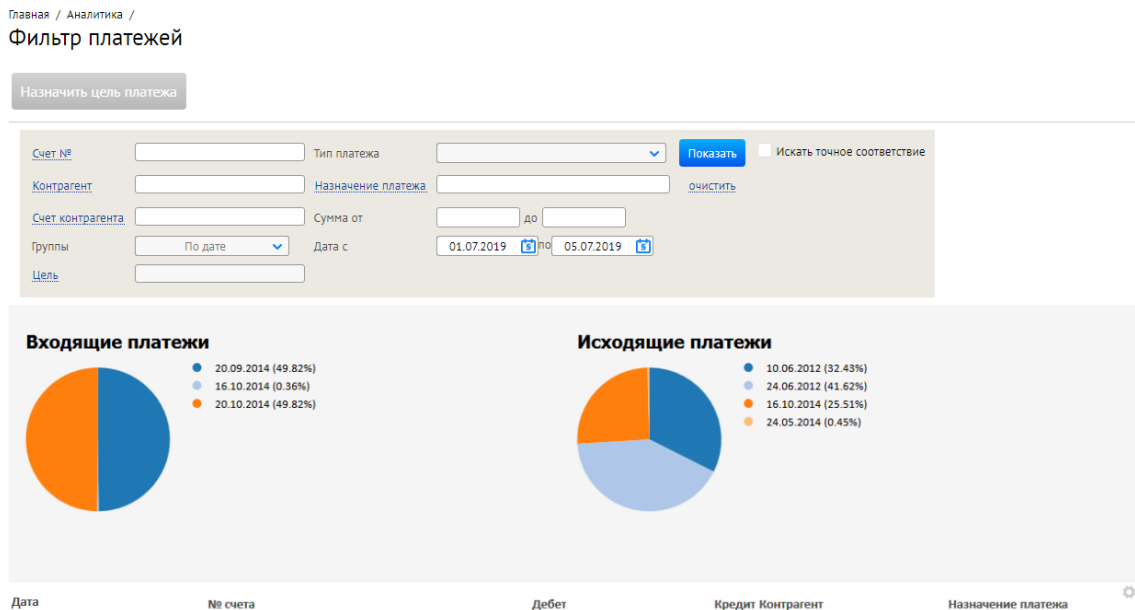 Главная / Аналитика /
Фильтр платежей
Назначить цель платежа
Счет № Тип платежа Показать Искать точное соответствие
Контрагент Назначение платежа очистить
Счет контрагента Сумма от до
Группы По дате Дата с 01.07.2019 по 05.07.2019
Цель
Входящие платежи
20.09.2014 (49.82%)
16.10.2014 (0.36%)
20.10.2014 (49.82%)
Исходящие платежи
10.06.2012 (32.43%)
24.06.2012 (41.62%)
16.10.2014 (25.51%)
24.05.2014 (0.45%)
Дата № счета Дебет Кредит Контрагент Назначение платежа